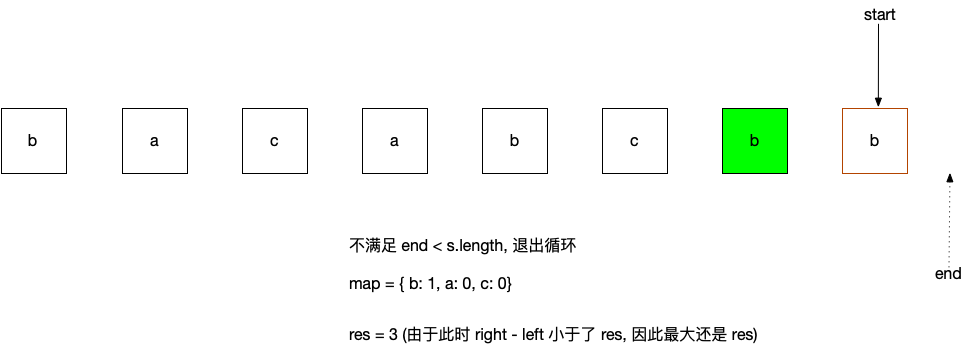 start
b a c a b c b b
不满足 end < s.length, 退出循环
end
map = { b: 1, a: 0, c: 0}
res = 3 (由于此时 right - left 小于了 res, 因此最大还是 res)